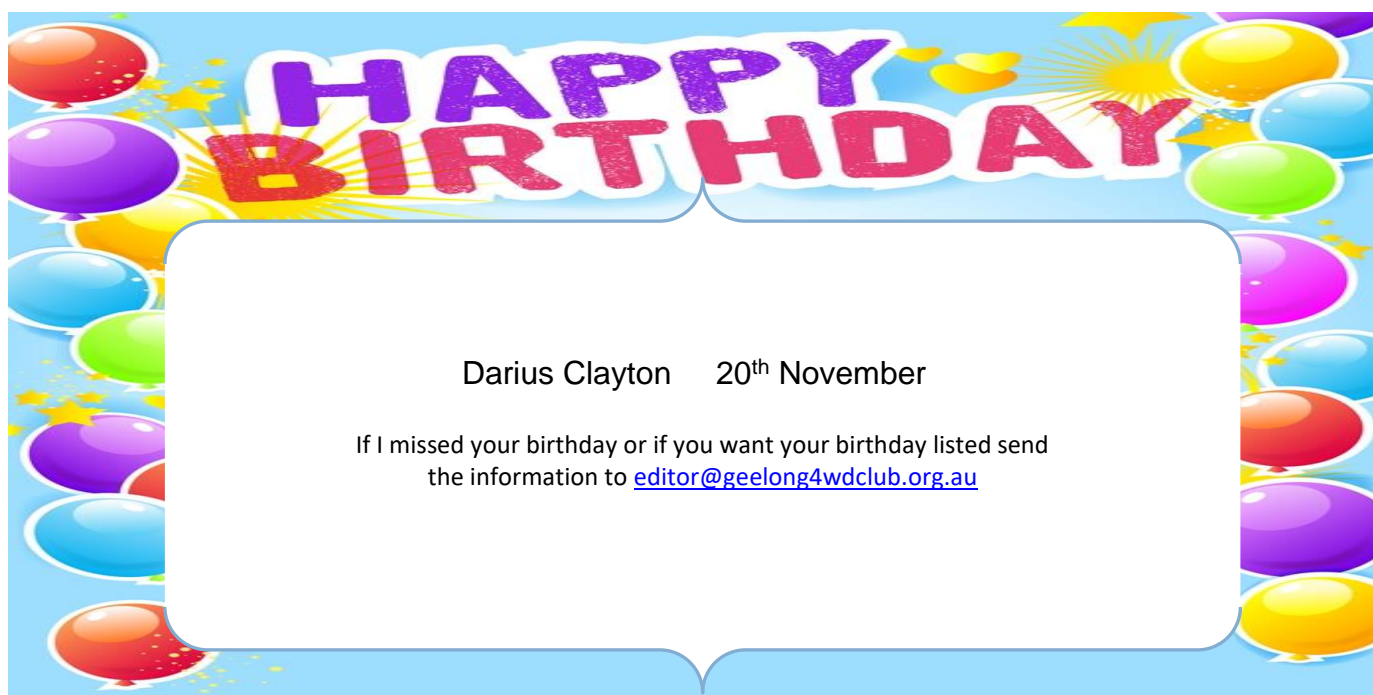 HAPPY
BIRTHDAY
Darius Clayton 20th November
If I missed your birthday or if you want your birthday listed send
the information to editor@geelong4wdclub.org.au